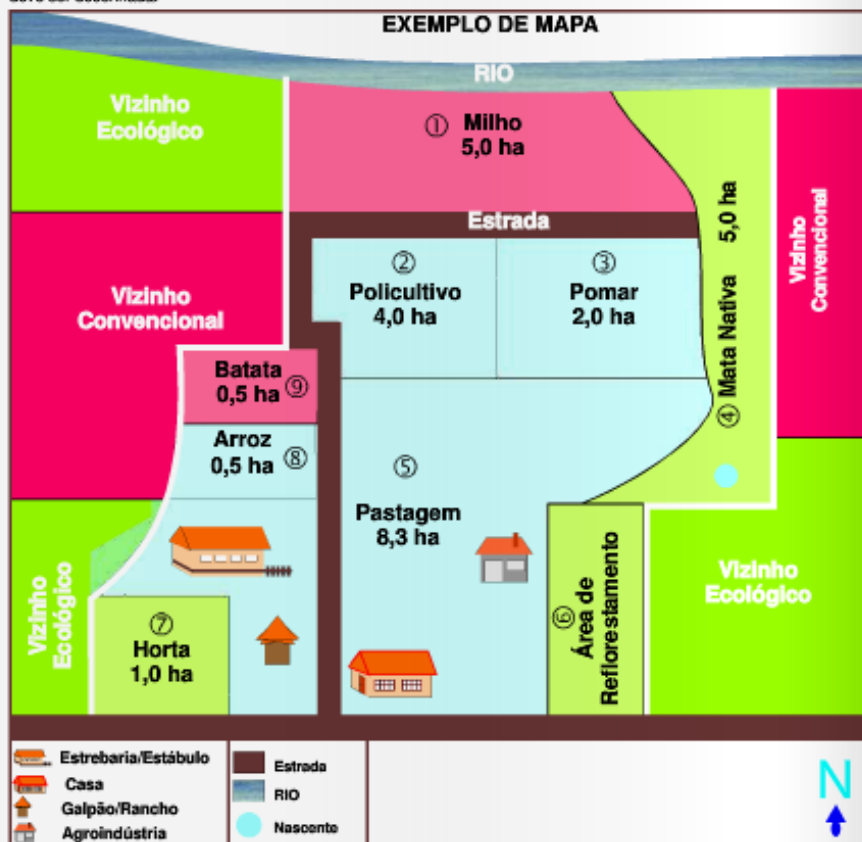 EXEMPLO DE MAPA
RIO
Vizinho
Ecológico
① Milho
5,0 ha
Estrada
Vizinho
Convencional
②
Policultivo
4,0 ha
③
Pomar
2,0 ha
④ Mata Nativa 5,0 ha
Vizinho
Convencional
Batata
0,5 ha ⑨
Arroz
0,5 ha ⑧
⑤
Pastagem
8,3 ha
Vizinho
Ecológico
⑦
Horta
1,0 ha
⑥ Área de
Reflorestamento
Vizinho
Ecológico
Estrebaria/Estábulo
Casa
Galpão/Rancho
Agroindústria
Estrada
RIO
Nascente
N